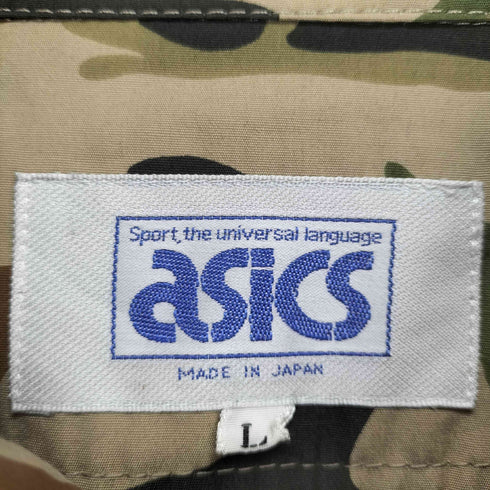 Sport, the universal language
asics
MADE IN JAPAN
L